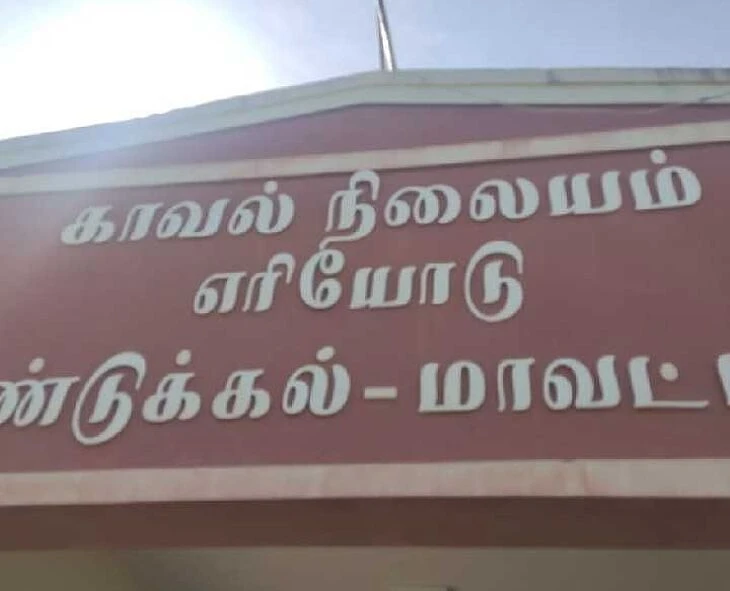 காவல் நிலையம்
எரியோடு
ண்டுக்கல் - மாவட்ட